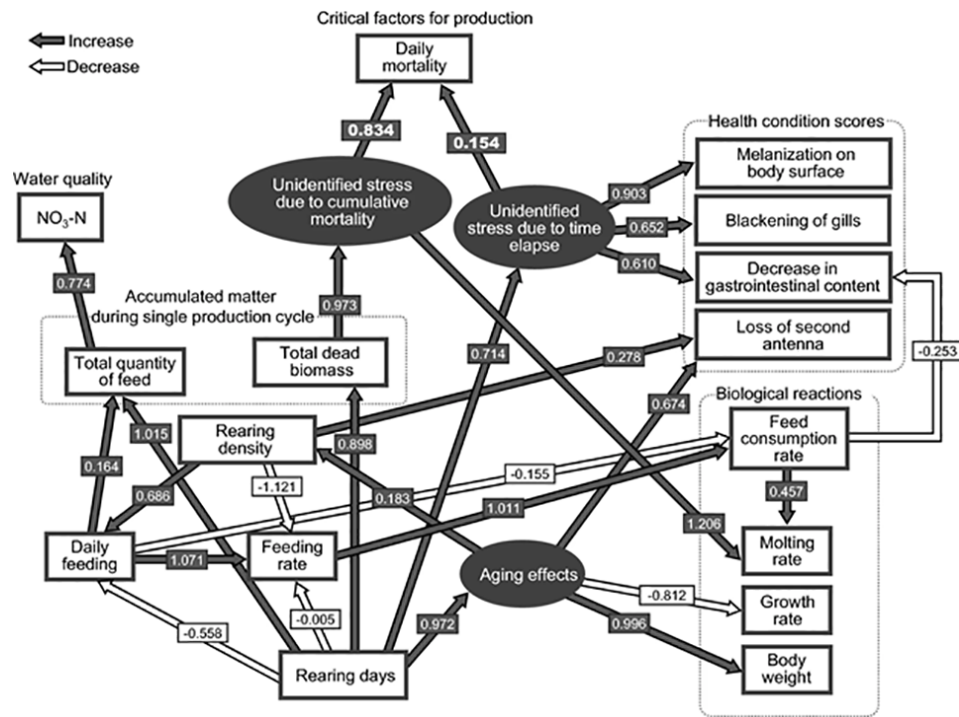 Critical factors for production
Increase
Decrease
Daily
mortality
0.834
0.154
Health condition scores
Melanization on
body surface
Water quality
NO₃-N
Unidentified stress
due to cumulative
mortality
Unidentified
stress due to time
elapse
0.903
0.652
0.610
Blackening of gills
Decrease in
gastrointestinal content
Loss of second
antenna
0.774
Accumulated matter
during single production cycle
0.973
Total quantity
of feed
Total dead
biomass
0.714
0.278
-0.253
0.674
Biological reactions
Feed
consumption
rate
1.015
Rearing
density
0.898
0.164
0.686
-1.121
-0.155
0.183
1.011
0.457
1.206
Daily
feeding
1.071
Feeding
rate
Aging effects
Molting
rate
-0.812
Growth
rate
-0.558
-0.005
0.972
0.996
Rearing days
Body
weight